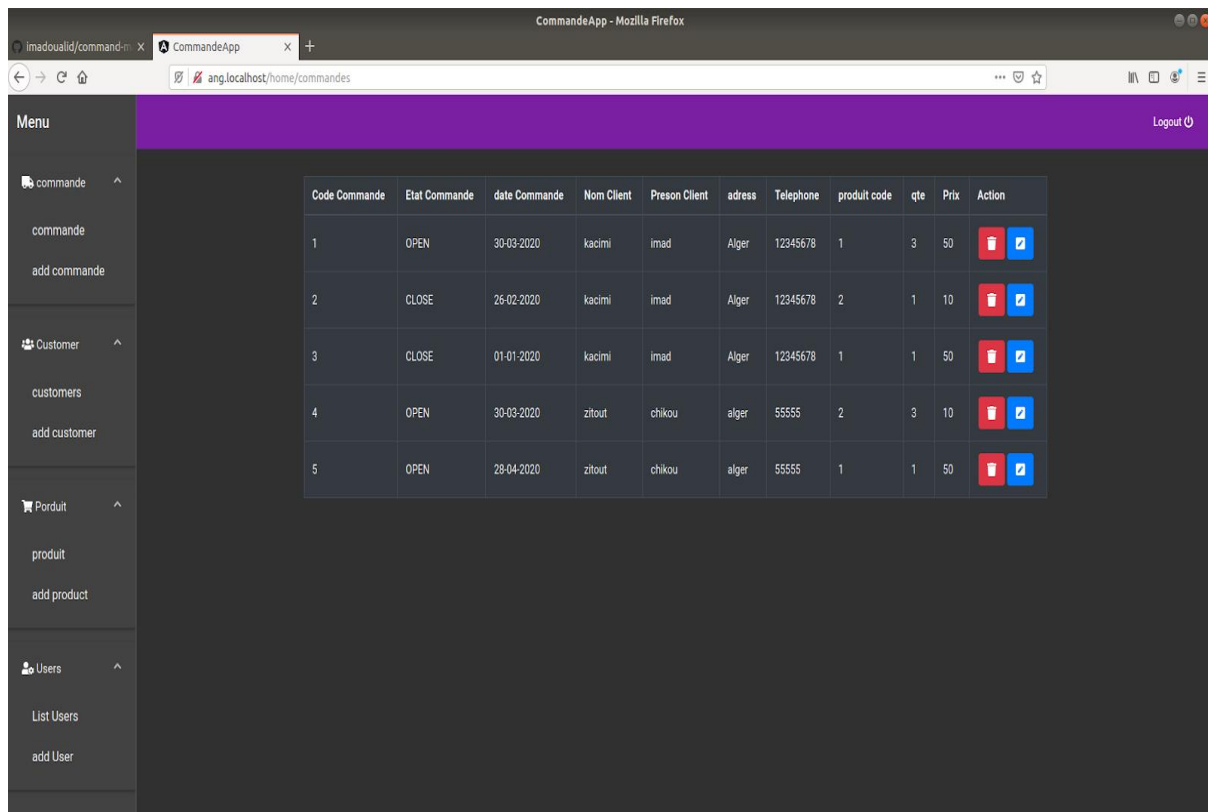 CommandeApp - Mozilla Firefox
imadoualid/command-m
CommandeApp
ang.localhost/home/commandes
Menu
Logout
commande
commande
add commande
Customer
customers
add customer
Porduit
produit
add product
Users
List Users
add User
Code Commande Etat Commande date Commande Nom Client Preson Client adress Telephone produit code qte Prix Action
1 OPEN 30-03-2020 kacimi imad Alger 12345678 1 3 50
2 CLOSE 26-02-2020 kacimi imad Alger 12345678 2 1 10
3 CLOSE 01-01-2020 kacimi imad Alger 12345678 1 1 50
4 OPEN 30-03-2020 zitout chikou alger 55555 2 3 10
5 OPEN 28-04-2020 zitout chikou alger 55555 1 1 50